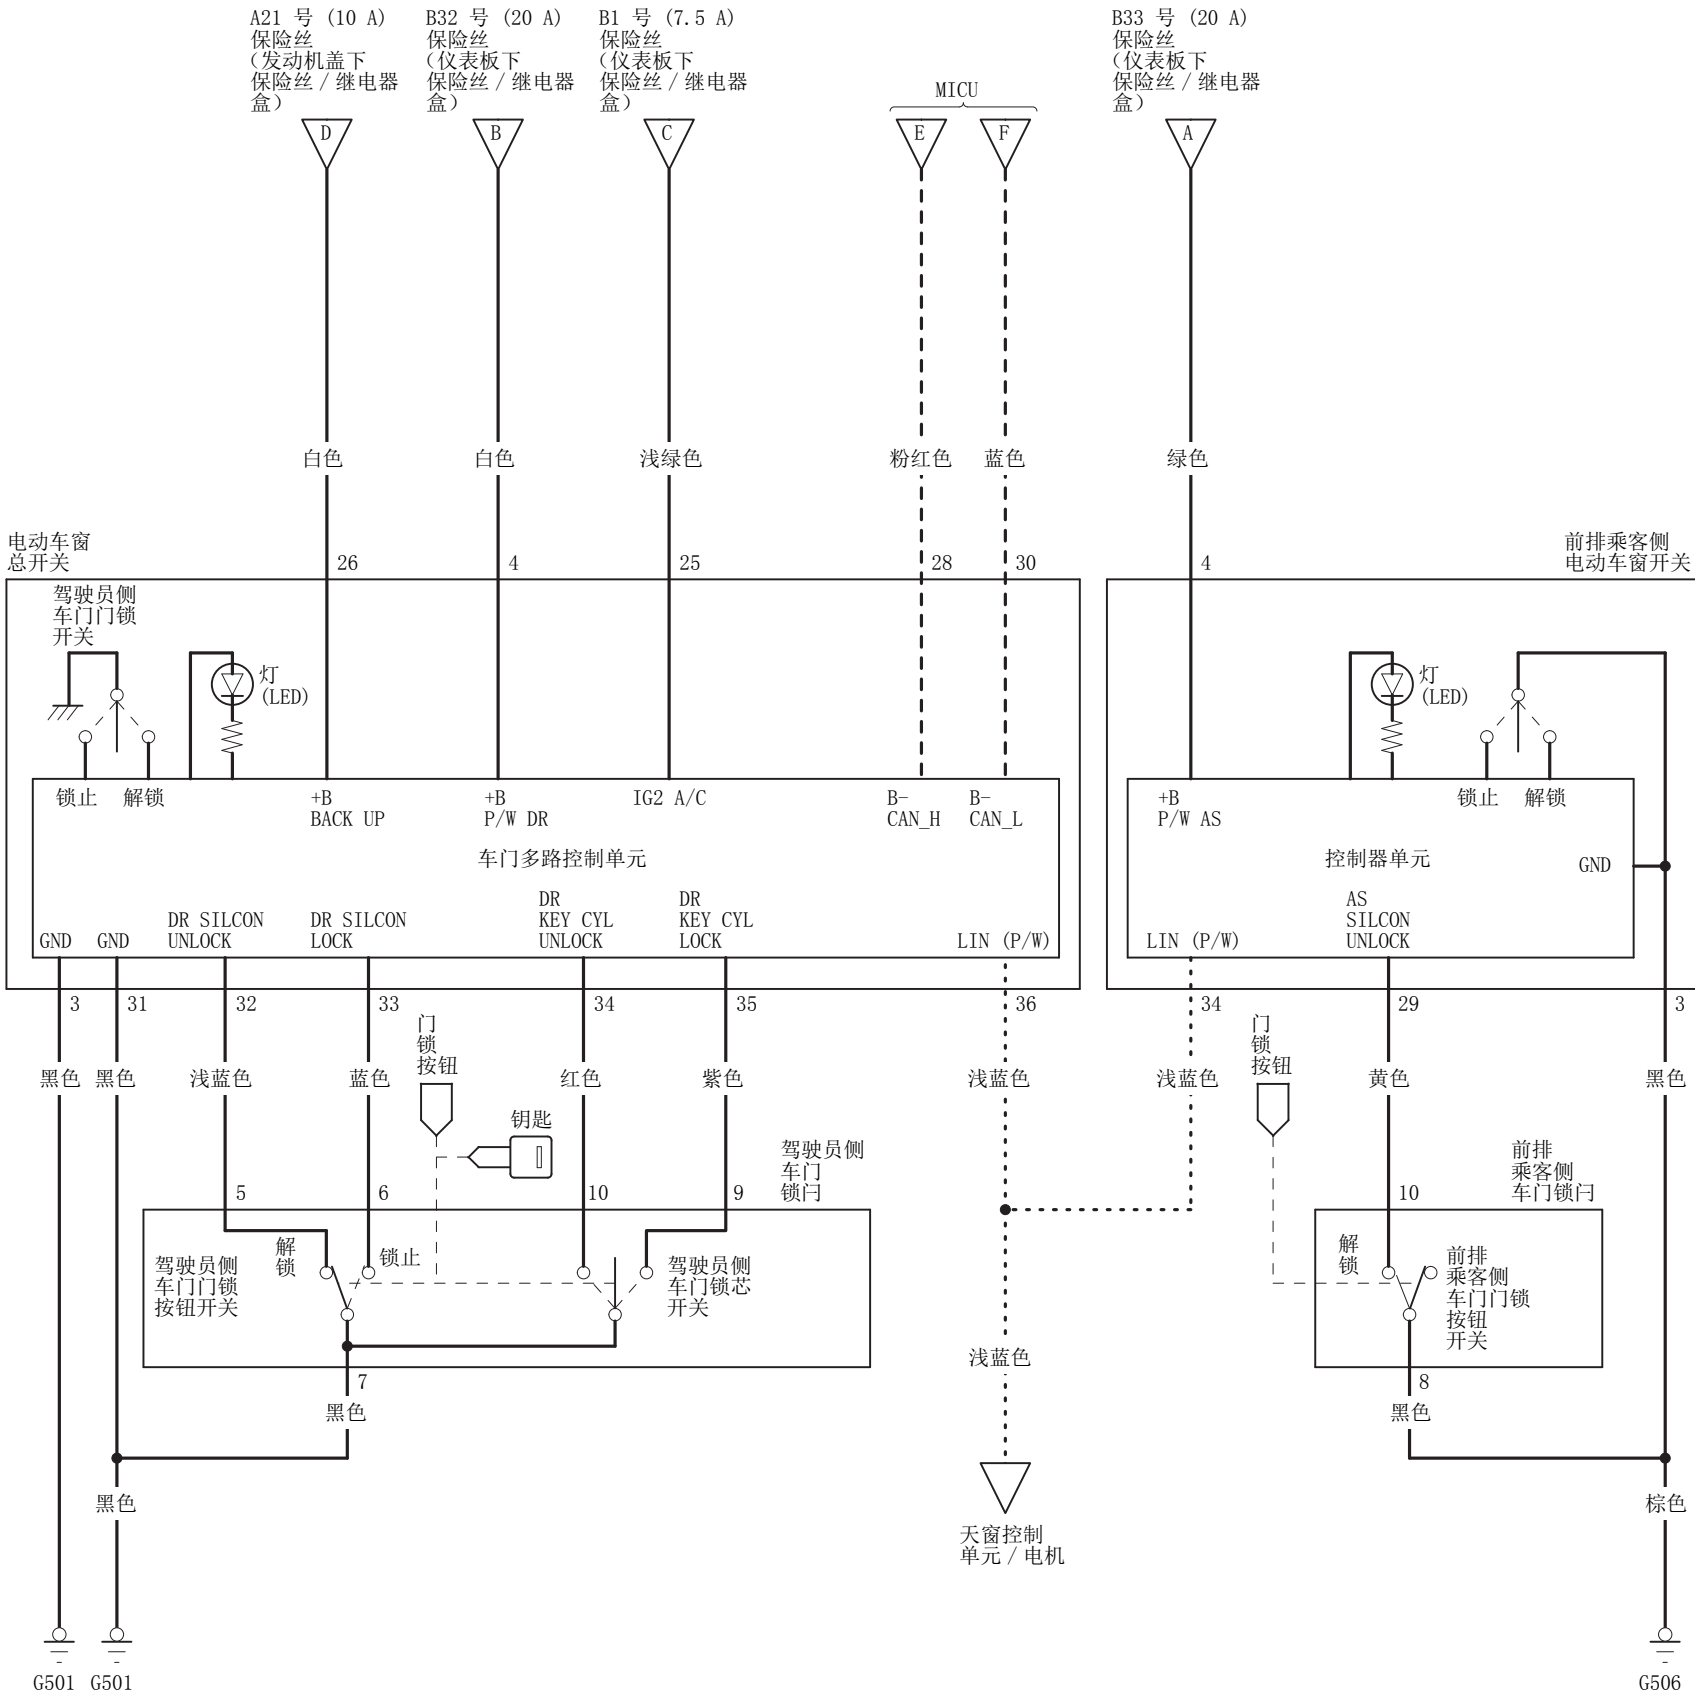 A21 号 (10 A)
保险丝
（发动机盖下
保险丝 / 继电器
盒）
B32 号 (20 A)
保险丝
（仪表板下
保险丝 / 继电器
盒）
B1 号 (7.5 A)
保险丝
（仪表板下
保险丝 / 继电器
盒）
MICU
B33 号 (20 A)
保险丝
（仪表板下
保险丝 / 继电器
盒）
D
B
C
E
F
A
白色
白色
浅绿色
粉红色
蓝色
绿色
电动车窗
总开关
26
4
25
28
30
4
前排乘客侧
电动车窗开关
驾驶员侧
车门门锁
开关
灯
(LED)
灯
(LED)
锁止
解锁
+B
BACK UP
+B
P/W DR
IG2 A/C
B-
CAN_H
B-
CAN_L
+B
P/W AS
锁止
解锁
车门多路控制单元
控制器单元
GND
GND
GND
DR SILCON
UNLOCK
DR SILCON
LOCK
DR
KEY CYL
UNLOCK
DR
KEY CYL
LOCK
LIN (P/W)
LIN (P/W)
AS
SILCON
UNLOCK
3
31
32
33
34
35
36
34
29
3
门
锁
按钮
门
锁
按钮
黑色
黑色
浅蓝色
蓝色
红色
紫色
浅蓝色
浅蓝色
黄色
黑色
钥匙
驾驶员侧
车门
锁闩
前排
乘客侧
车门锁闩
5
6
10
9
10
驾驶员侧
车门门锁
按钮开关
解
锁
锁止
驾驶员侧
车门锁芯
开关
解
锁
前排
乘客侧
车门门锁
按钮
开关
浅蓝色
7
黑色
8
黑色
黑色
棕色
天窗控制
单元 / 电机
G501
G501
G506